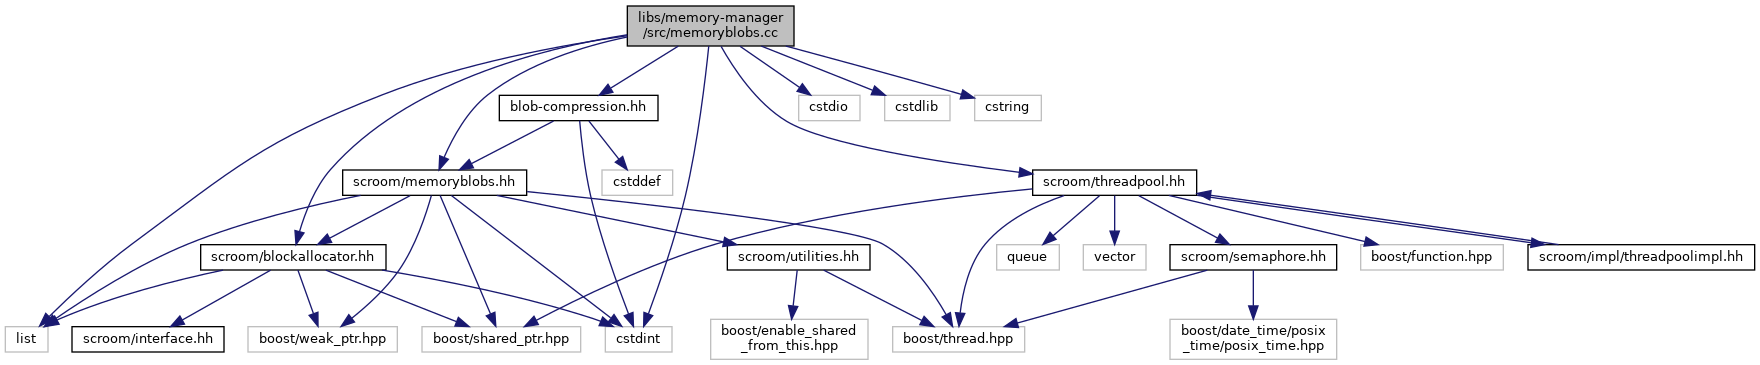 libs/memory-manager
/src/memoryblobs.cc
blob-compression.hh
cstdio
cstdlib
cstring
scroom/memoryblobs.hh
cstddef
scroom/threadpool.hh
scroom/blockallocator.hh
scroom/utilities.hh
queue
vector
scroom/semaphore.hh
boost/function.hpp
scroom/impl/threadpoolimpl.hh
list
scroom/interface.hh
boost/weak_ptr.hpp
boost/shared_ptr.hpp
cstdint
boost/enable_shared
_from_this.hpp
boost/thread.hpp
boost/date_time/posix
_time/posix_time.hpp